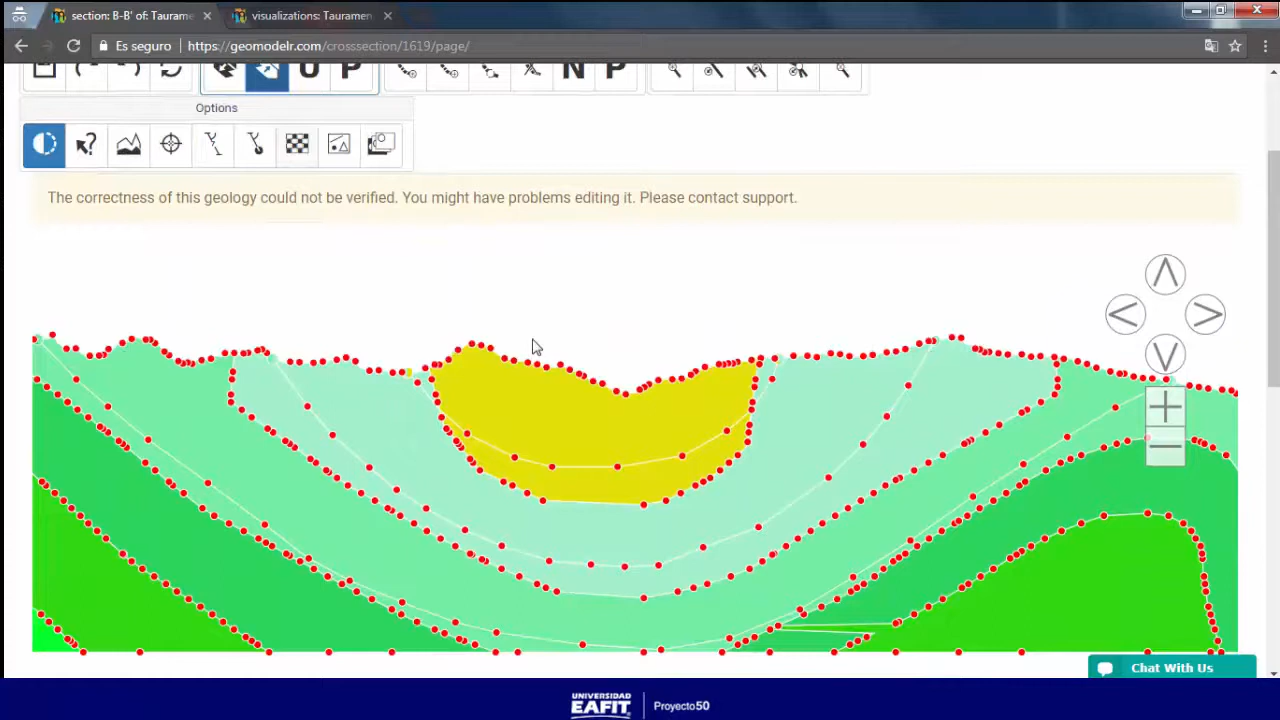 section: B-B' of: Taurame
visualizations: Tauramen
Es seguro
https://geomodelr.com/crosssection/1619/page/
U P N P
Options
The correctness of this geology could not be verified. You might have problems editing it. Please contact support.
Chat With Us
UNIVERSIDAD
EAFIT
Proyecto50